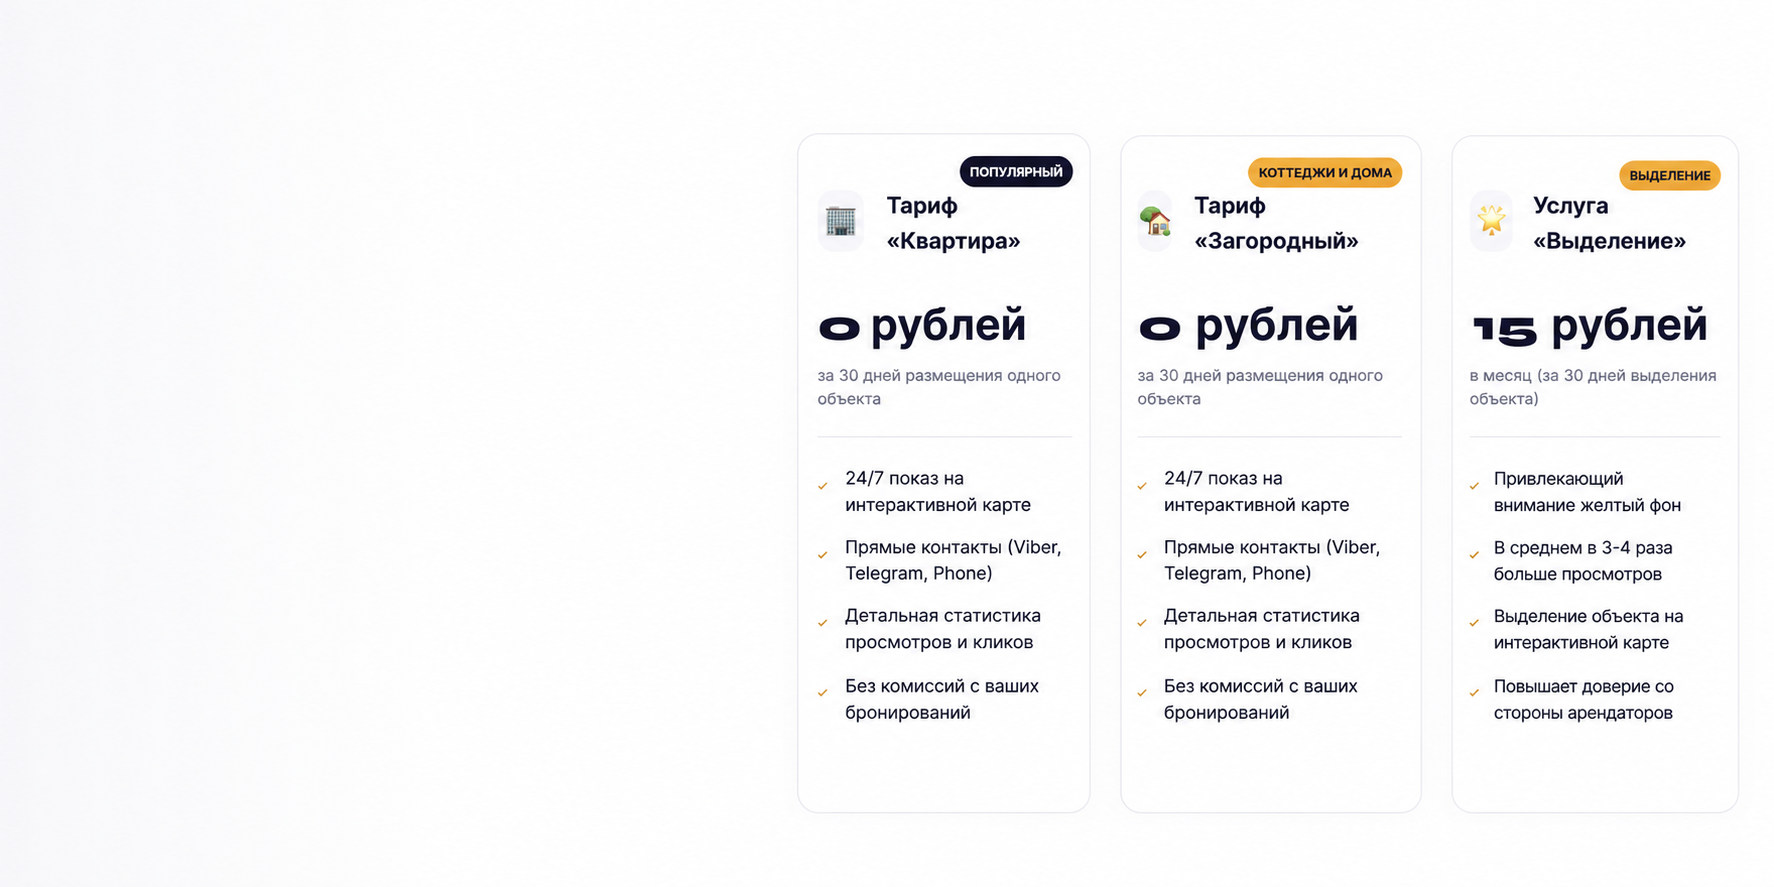 ПОПУЛЯРНЫЙ
Тариф
«Квартира»
0 рублей
за 30 дней размещения одного
объекта
24/7 показ на
интерактивной карте
Прямые контакты (Viber,
Telegram, Phone)
Детальная статистика
просмотров и кликов
Без комиссий с ваших
бронирований
КОТТЕДЖИ И ДОМА
Тариф
«Загородный»
0 рублей
за 30 дней размещения одного
объекта
24/7 показ на
интерактивной карте
Прямые контакты (Viber,
Telegram, Phone)
Детальная статистика
просмотров и кликов
Без комиссий с ваших
бронирований
ВЫДЕЛЕНИЕ
Услуга
«Выделение»
15 рублей
в месяц (за 30 дней выделения
объекта)
Привлекающий
внимание желтый фон
В среднем в 3-4 раза
больше просмотров
Выделение объекта на
интерактивной карте
Повышает доверие со
стороны арендаторов